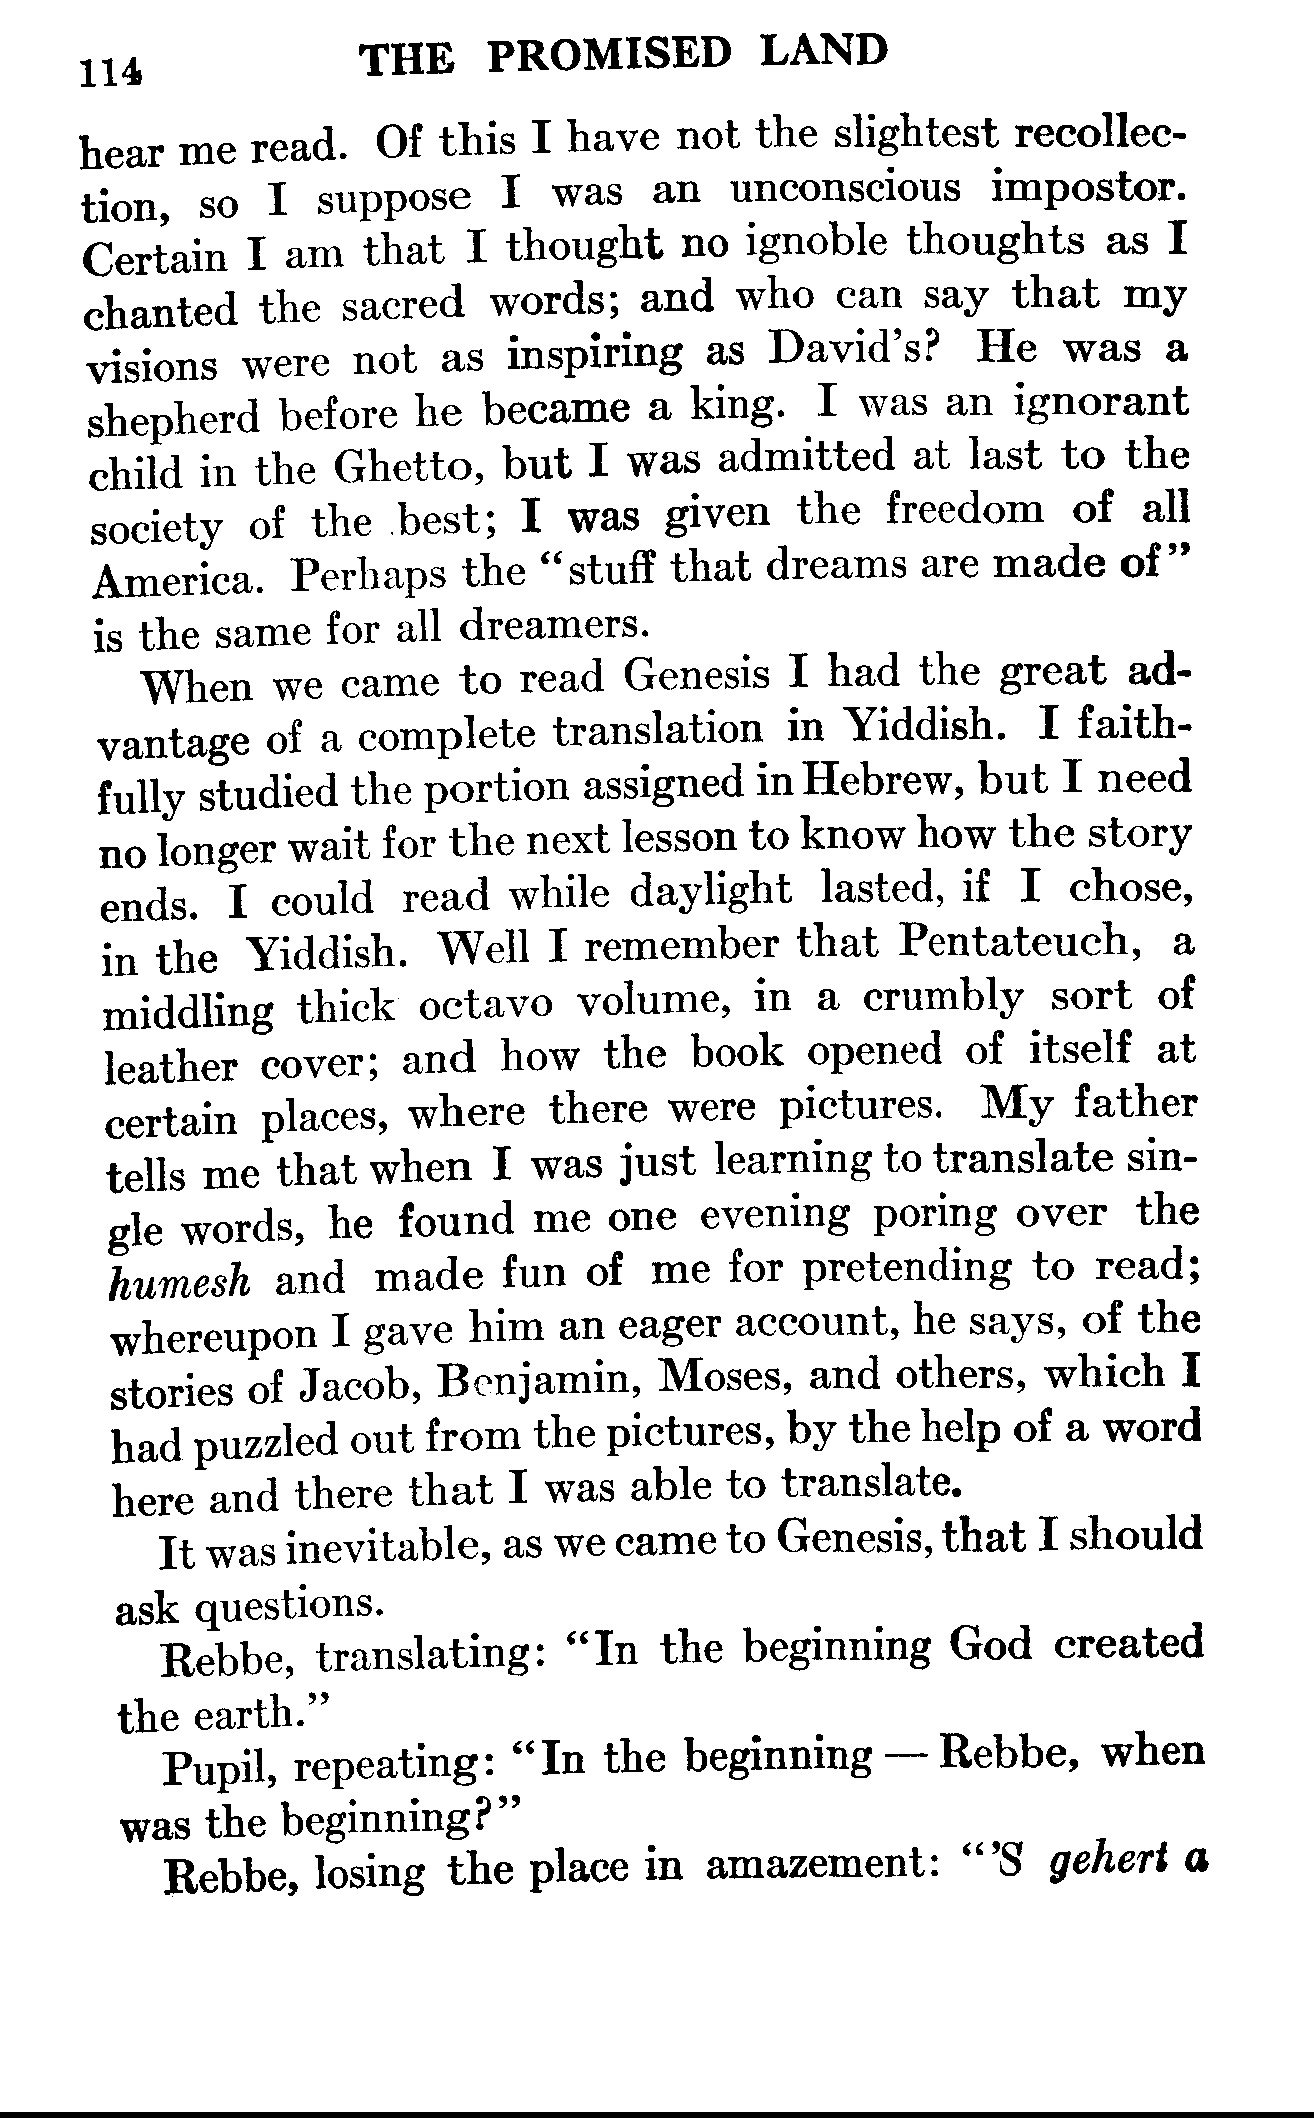 114 THE PROMISED LAND
hear me read. Of this I have not the slightest recollec-
tion, so I suppose I was an unconscious impostor.
Certain I am that I thought no ignoble thoughts as I
chanted the sacred words; and who can say that my
visions were not as inspiring as David's? He was a
shepherd before he became a king. I was an ignorant
child in the Ghetto, but I was admitted at last to the
society of the best; I was given the freedom of all
America. Perhaps the "stuff that dreams are made of"
is the same for all dreamers.
When we came to read Genesis I had the great ad-
vantage of a complete translation in Yiddish. I faith-
fully studied the portion assigned in Hebrew, but I need
no longer wait for the next lesson to know how the story
ends. I could read while daylight lasted, if I chose,
in the Yiddish. Well I remember that Pentateuch, a
middling thick octavo volume, in a crumbly sort of
leather cover; and how the book opened of itself at
certain places, where there were pictures. My father
tells me that when I was just learning to translate sin-
gle words, he found me one evening poring over the
humesh and made fun of me for pretending to read;
whereupon I gave him an eager account, he says, of the
stories of Jacob, Benjamin, Moses, and others, which I
had puzzled out from the pictures, by the help of a word
here and there that I was able to translate.
It was inevitable, as we came to Genesis, that I should
ask questions.
Rebbe, translating: "In the beginning God created
the earth."
Pupil, repeating: "In the beginning — Rebbe, when
was the beginning?"
Rebbe, losing the place in amazement: "'S gehert a